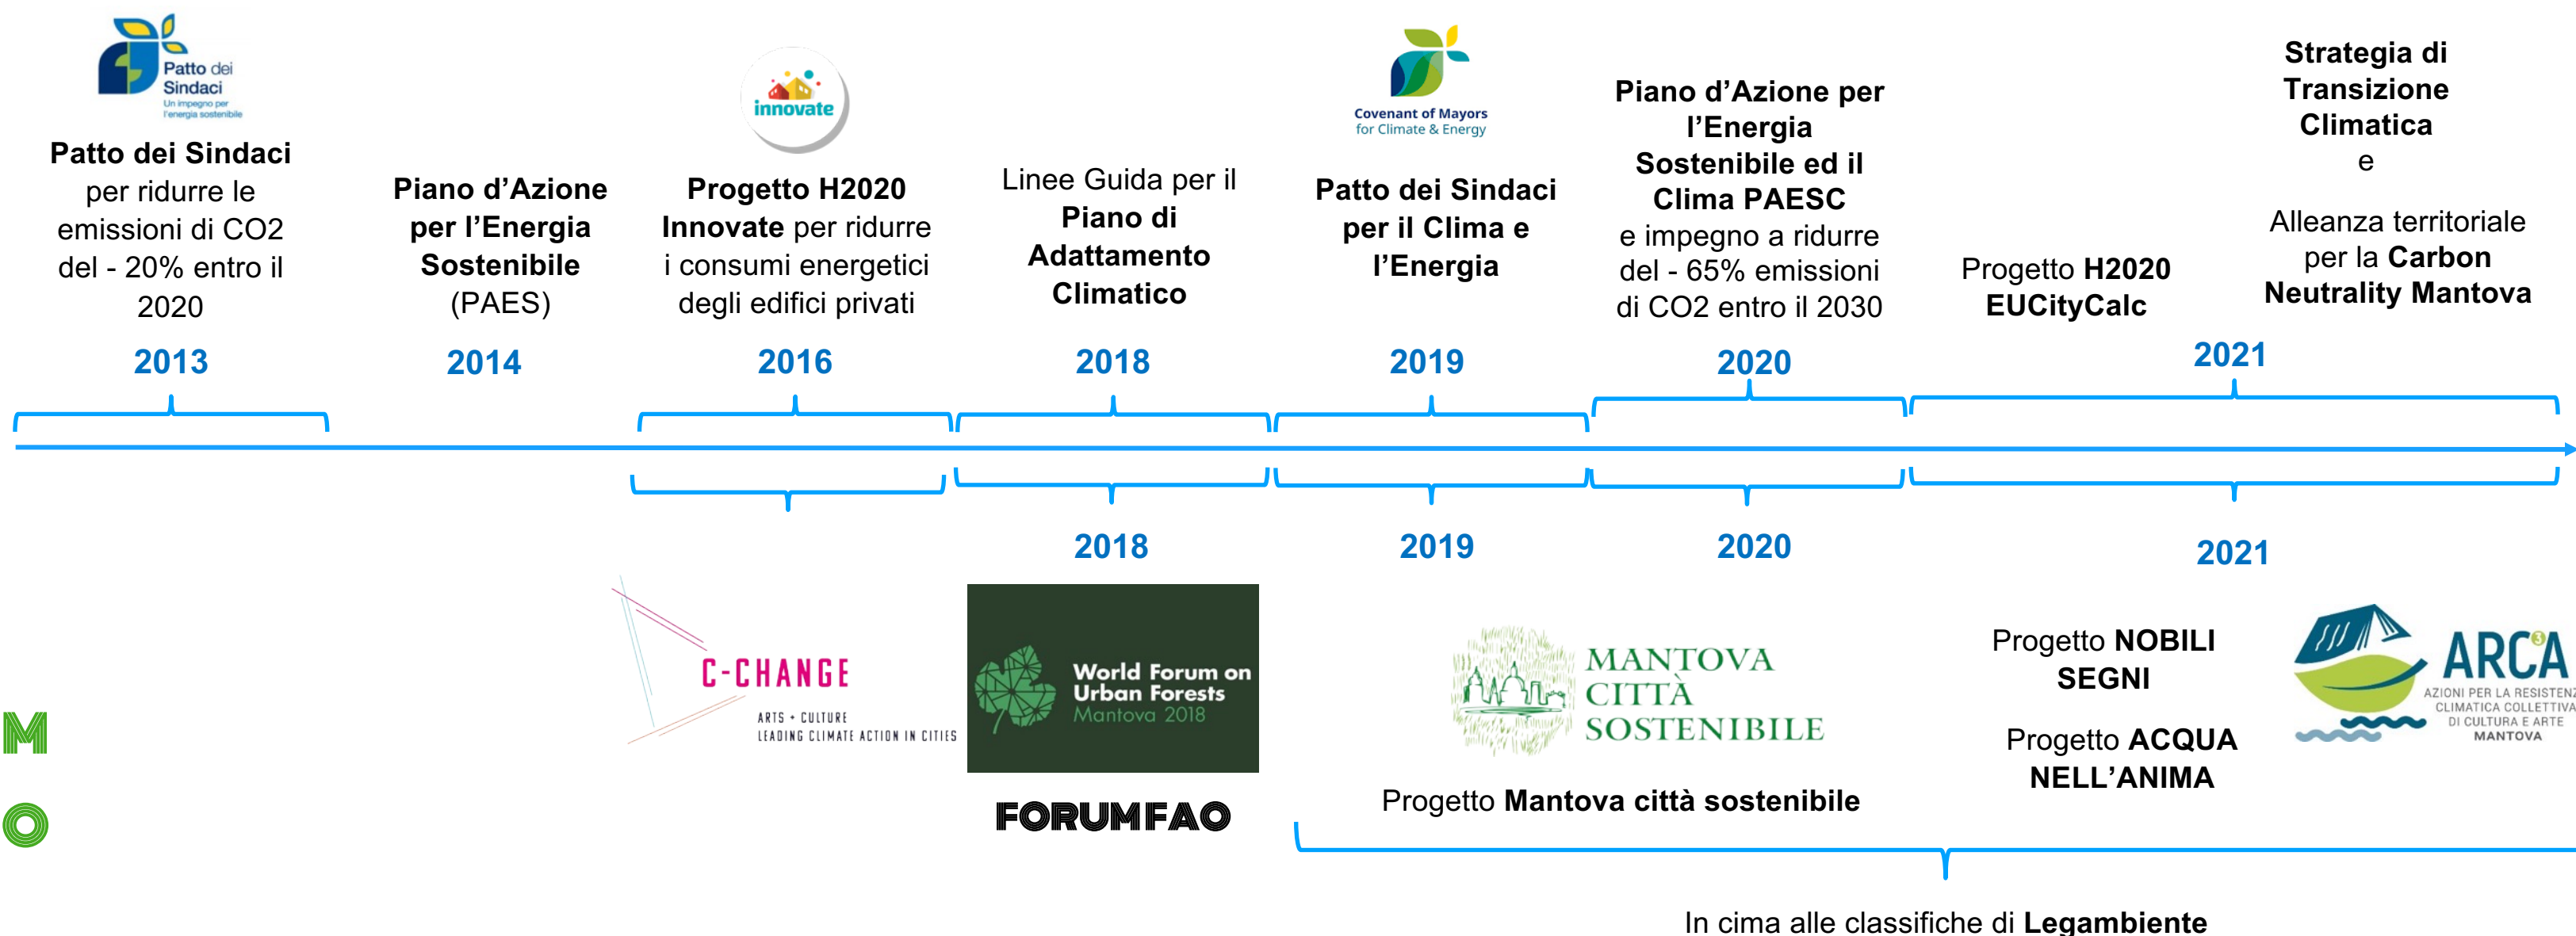 Patto dei
Sindaci
Un impegno per
l'energia sostenibile
Patto dei Sindaci
per ridurre le
emissioni di CO2
del - 20% entro il
2020
2013
Piano d’Azione
per l’Energia
Sostenibile
(PAES)
2014
innovate
Progetto H2020
Innovate per ridurre
i consumi energetici
degli edifici privati
2016
Linee Guida per il
Piano di
Adattamento
Climatico
2018
Covenant of Mayors
for Climate & Energy
Patto dei Sindaci
per il Clima e
l’Energia
2019
Piano d’Azione per
l’Energia
Sostenibile ed il
Clima PAESC
e impegno a ridurre
del - 65% emissioni
di CO2 entro il 2030
2020
Progetto H2020
EUCityCalc
Strategia di
Transizione
Climatica
e
Alleanza territoriale
per la Carbon
Neutrality Mantova
2021
2018
2019
2020
2021
M
O
C-CHANGE
ARTS + CULTURE
LEADING CLIMATE ACTION IN CITIES
World Forum on
Urban Forests
Mantova 2018
FORUMFAO
MANTOVA
CITTÀ
SOSTENIBILE
Progetto Mantova città sostenibile
Progetto NOBILI
SEGNI
Progetto ACQUA
NELL’ANIMA
ARCA3
AZIONI PER LA RESISTENZ
CLIMATICA COLLETTIVA
DI CULTURA E ARTE
MANTOVA
In cima alle classifiche di Legambiente